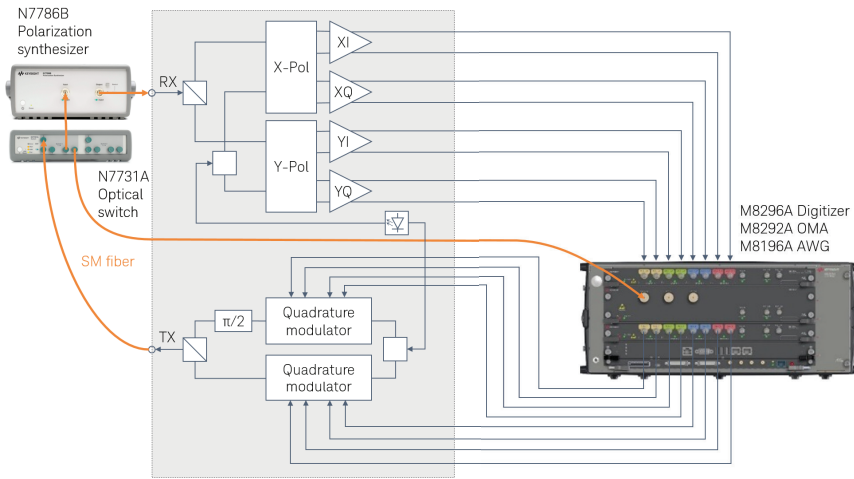 N7786B
Polarization
synthesizer
RX
X-Pol
XI
XQ
Y-Pol
YI
YQ
N7731A
Optical
switch
M8296A Digitizer
M8292A OMA
M8196A AWG
SM fiber
TX
π/2
Quadrature
modulator
Quadrature
modulator